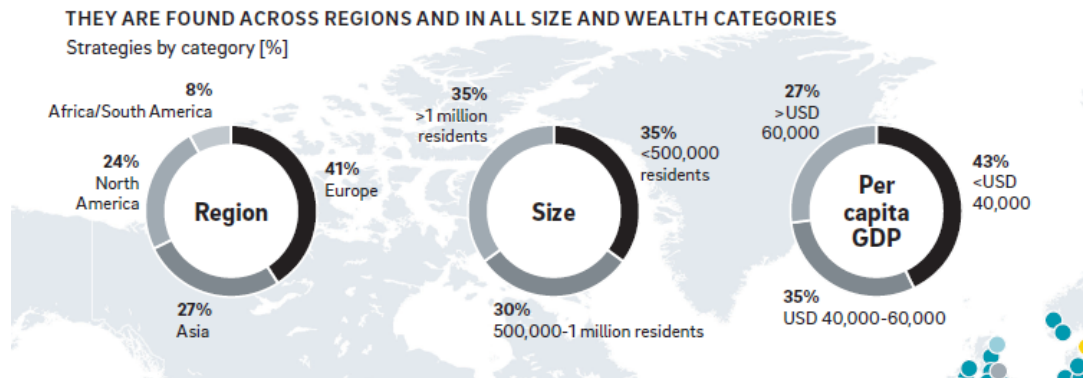 THEY ARE FOUND ACROSS REGIONS AND IN ALL SIZE AND WEALTH CATEGORIES
Strategies by category [%]
8%
Africa/South America
24%
North
America
41%
Europe
Region
27%
Asia
35%
>1 million
residents
35%
<500,000
residents
Size
30%
500,000-1 million residents
27%
>USD
60,000
43%
<USD
40,000
Per
capita
GDP
35%
USD 40,000-60,000